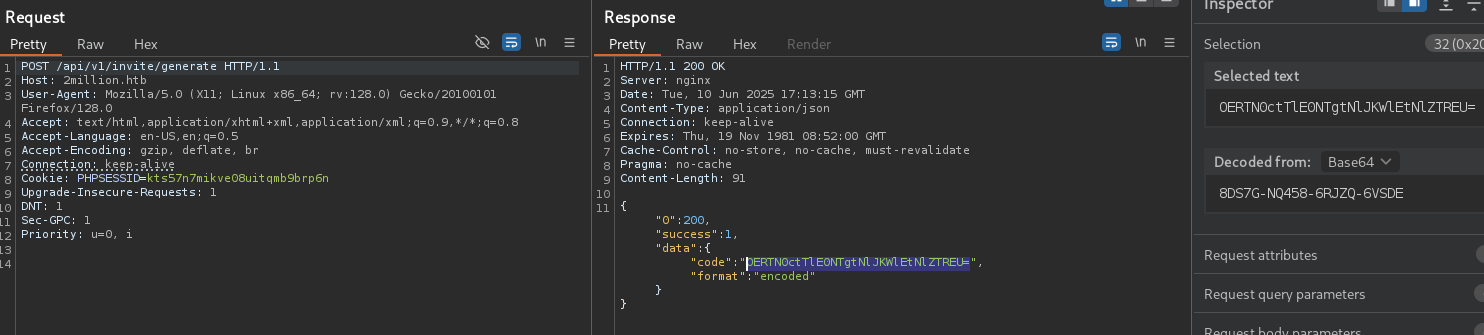 Request
Pretty Raw Hex
\n
1 POST /api/v1/invite/generate HTTP/1.1
2 Host: 2million.htb
3 User-Agent: Mozilla/5.0 (X11; Linux x86_64; rv:128.0) Gecko/20100101
Firefox/128.0
4 Accept: text/html,application/xhtml+xml,application/xml;q=0.9,*/*;q=0.8
5 Accept-Language: en-US,en;q=0.5
6 Accept-Encoding: gzip, deflate, br
7 Connection: keep-alive
8 Cookie: PHPSESSID=kts57n7mikve08uitqmb9brp6n
9 Upgrade-Insecure-Requests: 1
10 DNT: 1
11 Sec-GPC: 1
12 Priority: u=0, i
13
14
Response
Pretty Raw Hex Render
\n
1 HTTP/1.1 200 OK
2 Server: nginx
3 Date: Tue, 10 Jun 2025 17:13:15 GMT
4 Content-Type: application/json
5 Connection: keep-alive
6 Expires: Thu, 19 Nov 1981 08:52:00 GMT
7 Cache-Control: no-store, no-cache, must-revalidate
8 Pragma: no-cache
9 Content-Length: 91
10
11 {
"0":200,
"success":1,
"data":{
"code":"OERTN0ctTlE0NTgtNlJKWlEtNlZTREU=",
"format":"encoded"
}
}
Inspector
Selection 32 (0x20
Selected text
OERTN0ctTlE0NTgtNlJKWlEtNlZTREU=
Decoded from: Base64
8DS7G-NQ458-6RJZQ-6VSDE
Request attributes
Request query parameters
Request body parameters